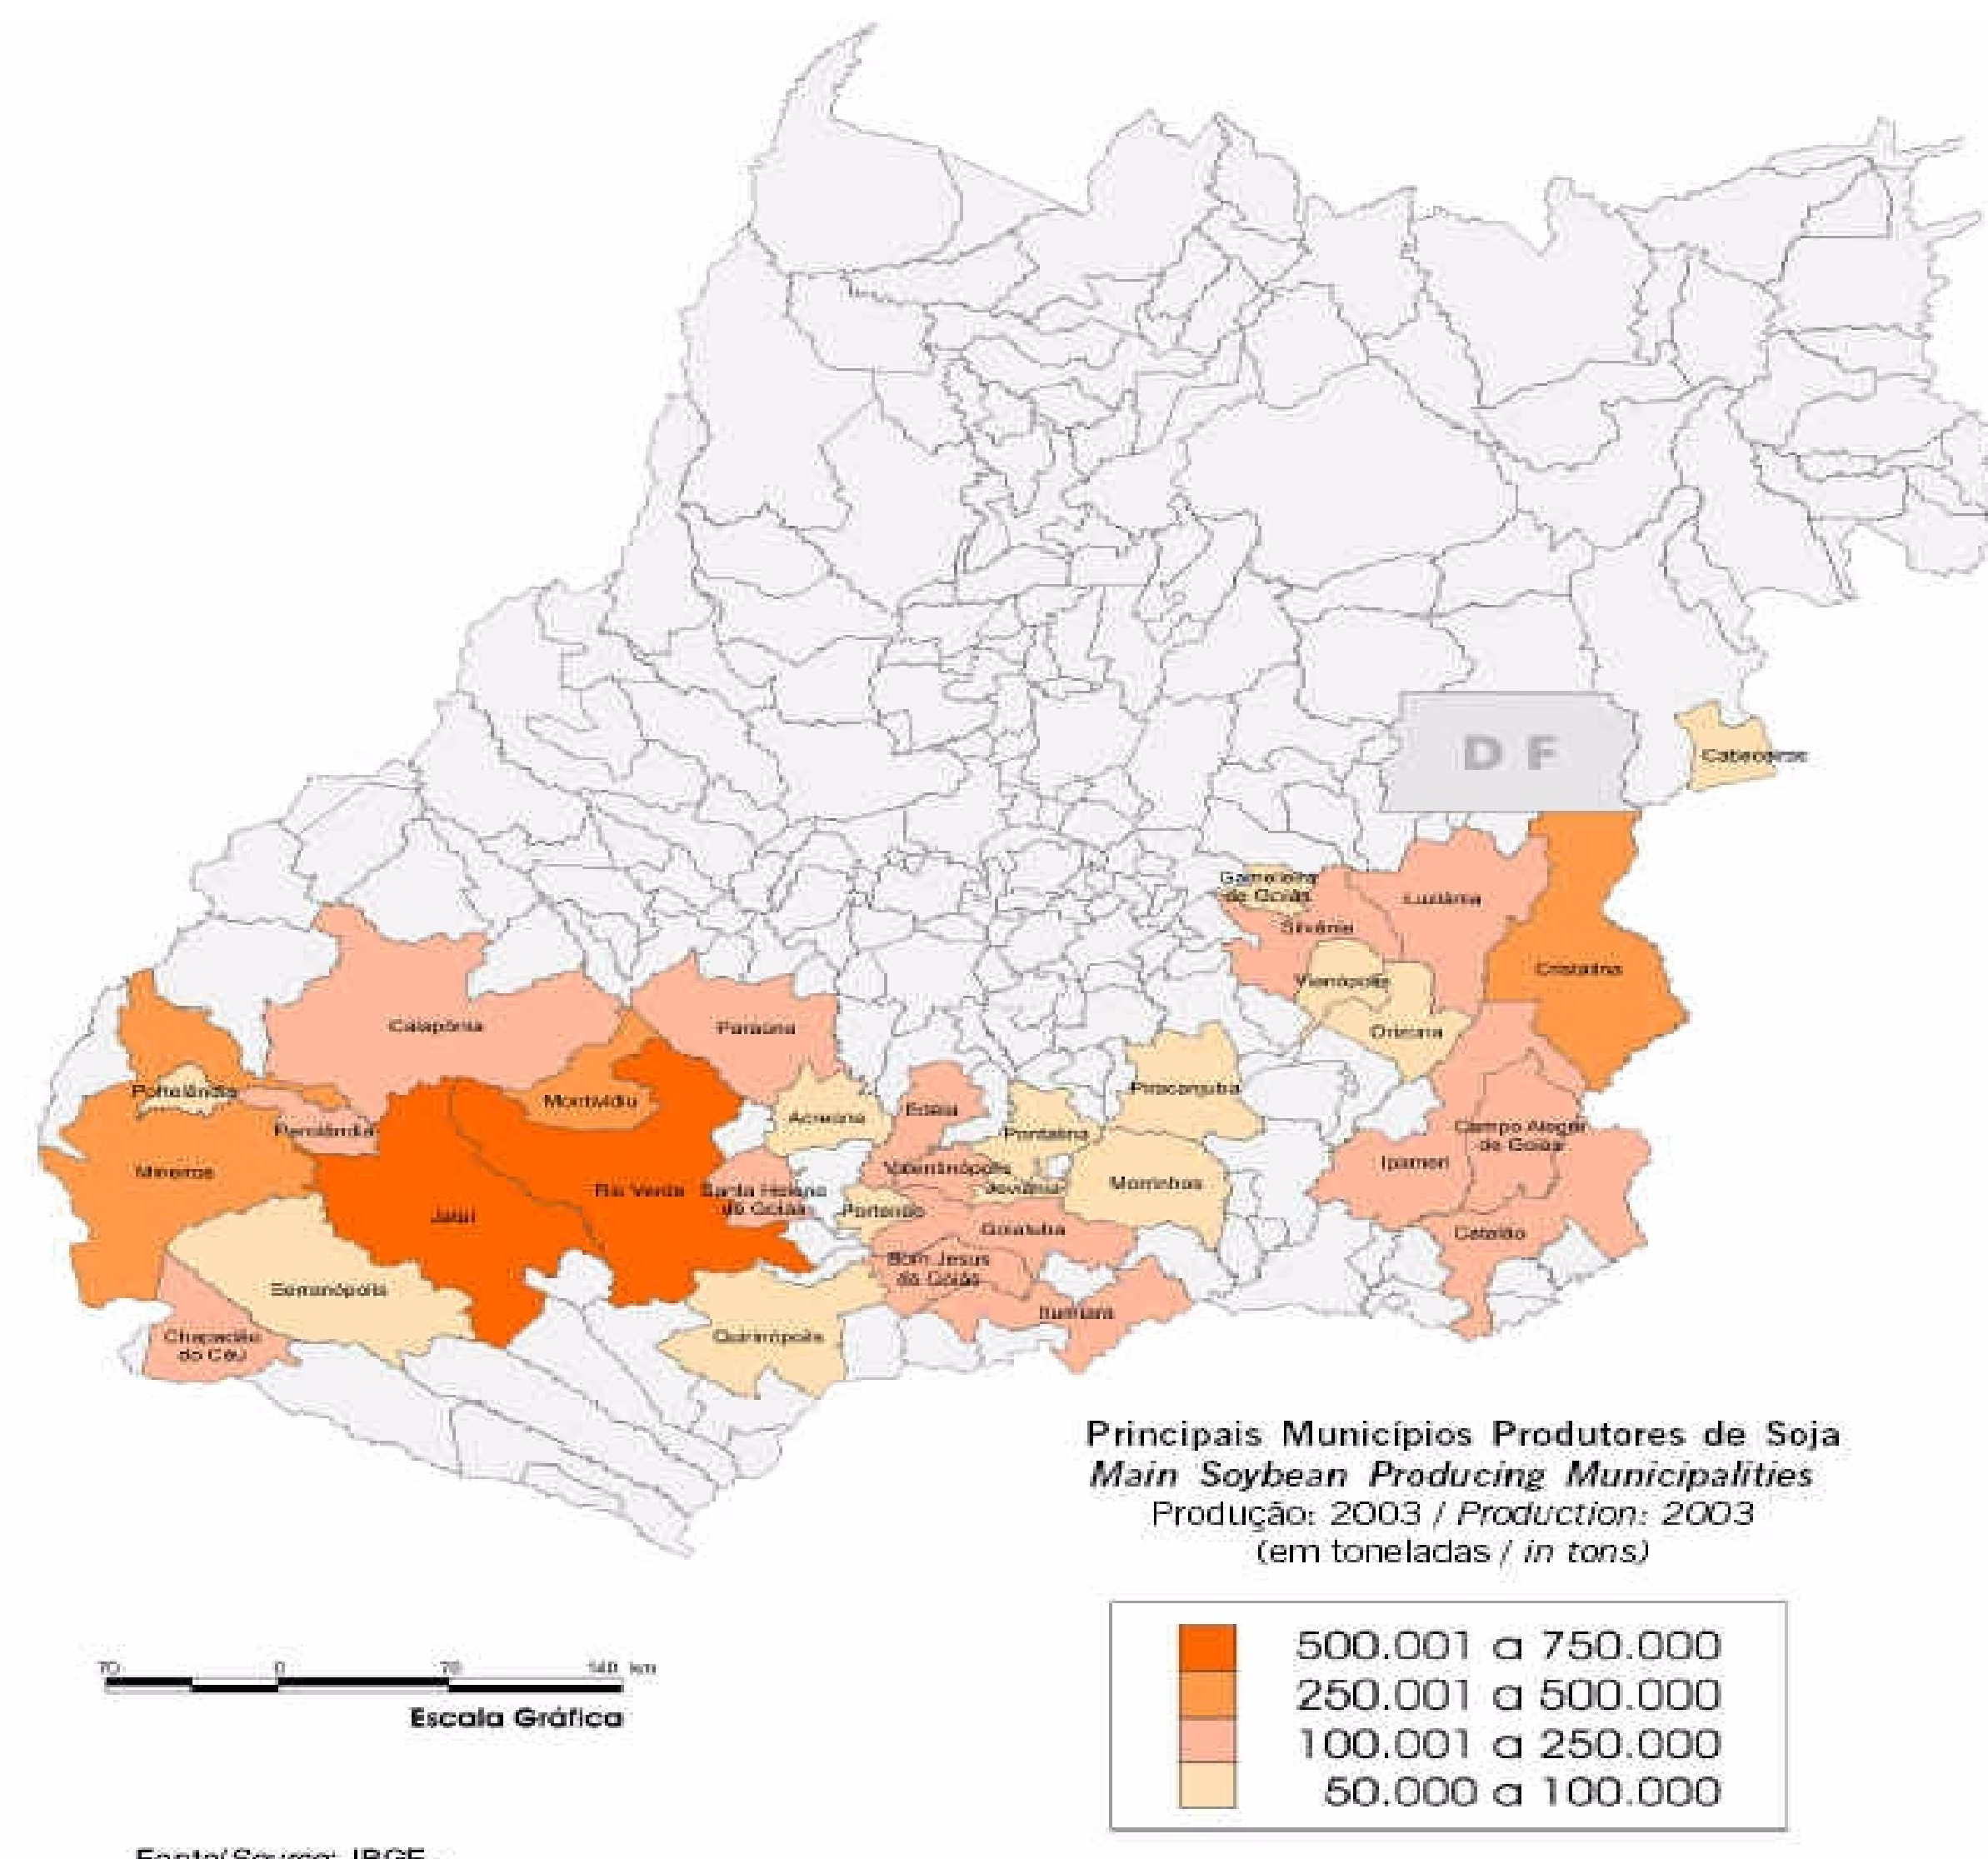 D F
Cabeceiras
Gameleira
de Goiás
Luziânia
Silvânia
Cristalina
Vianópolis
Orizona
Caiapônia
Paraúna
Portelândia
Montividiu
Piracanjuba
Edéia
Acreúna
Perolândia
Pontalina
Campo Alegre
de Goiás
Ipameri
Mineiros
Morrinhos
Joviânia
Rio Verde
Santa Helena
de Goiás
Porteirão
Jataí
Goiatuba
Catalão
Bom Jesus
de Goiás
Serranópolis
Itumbiara
Quirinópolis
Chapadão
do Céu
Principais Municípios Produtores de Soja
Main Soybean Producing Municipalities
Produção: 2003 / Production: 2003
(em toneladas / in tons)
500.001 a 750.000
250.001 a 500.000
100.001 a 250.000
50.000 a 100.000
70 0 70 140 km
Escala Gráfica
Fonte/Source: IBGE